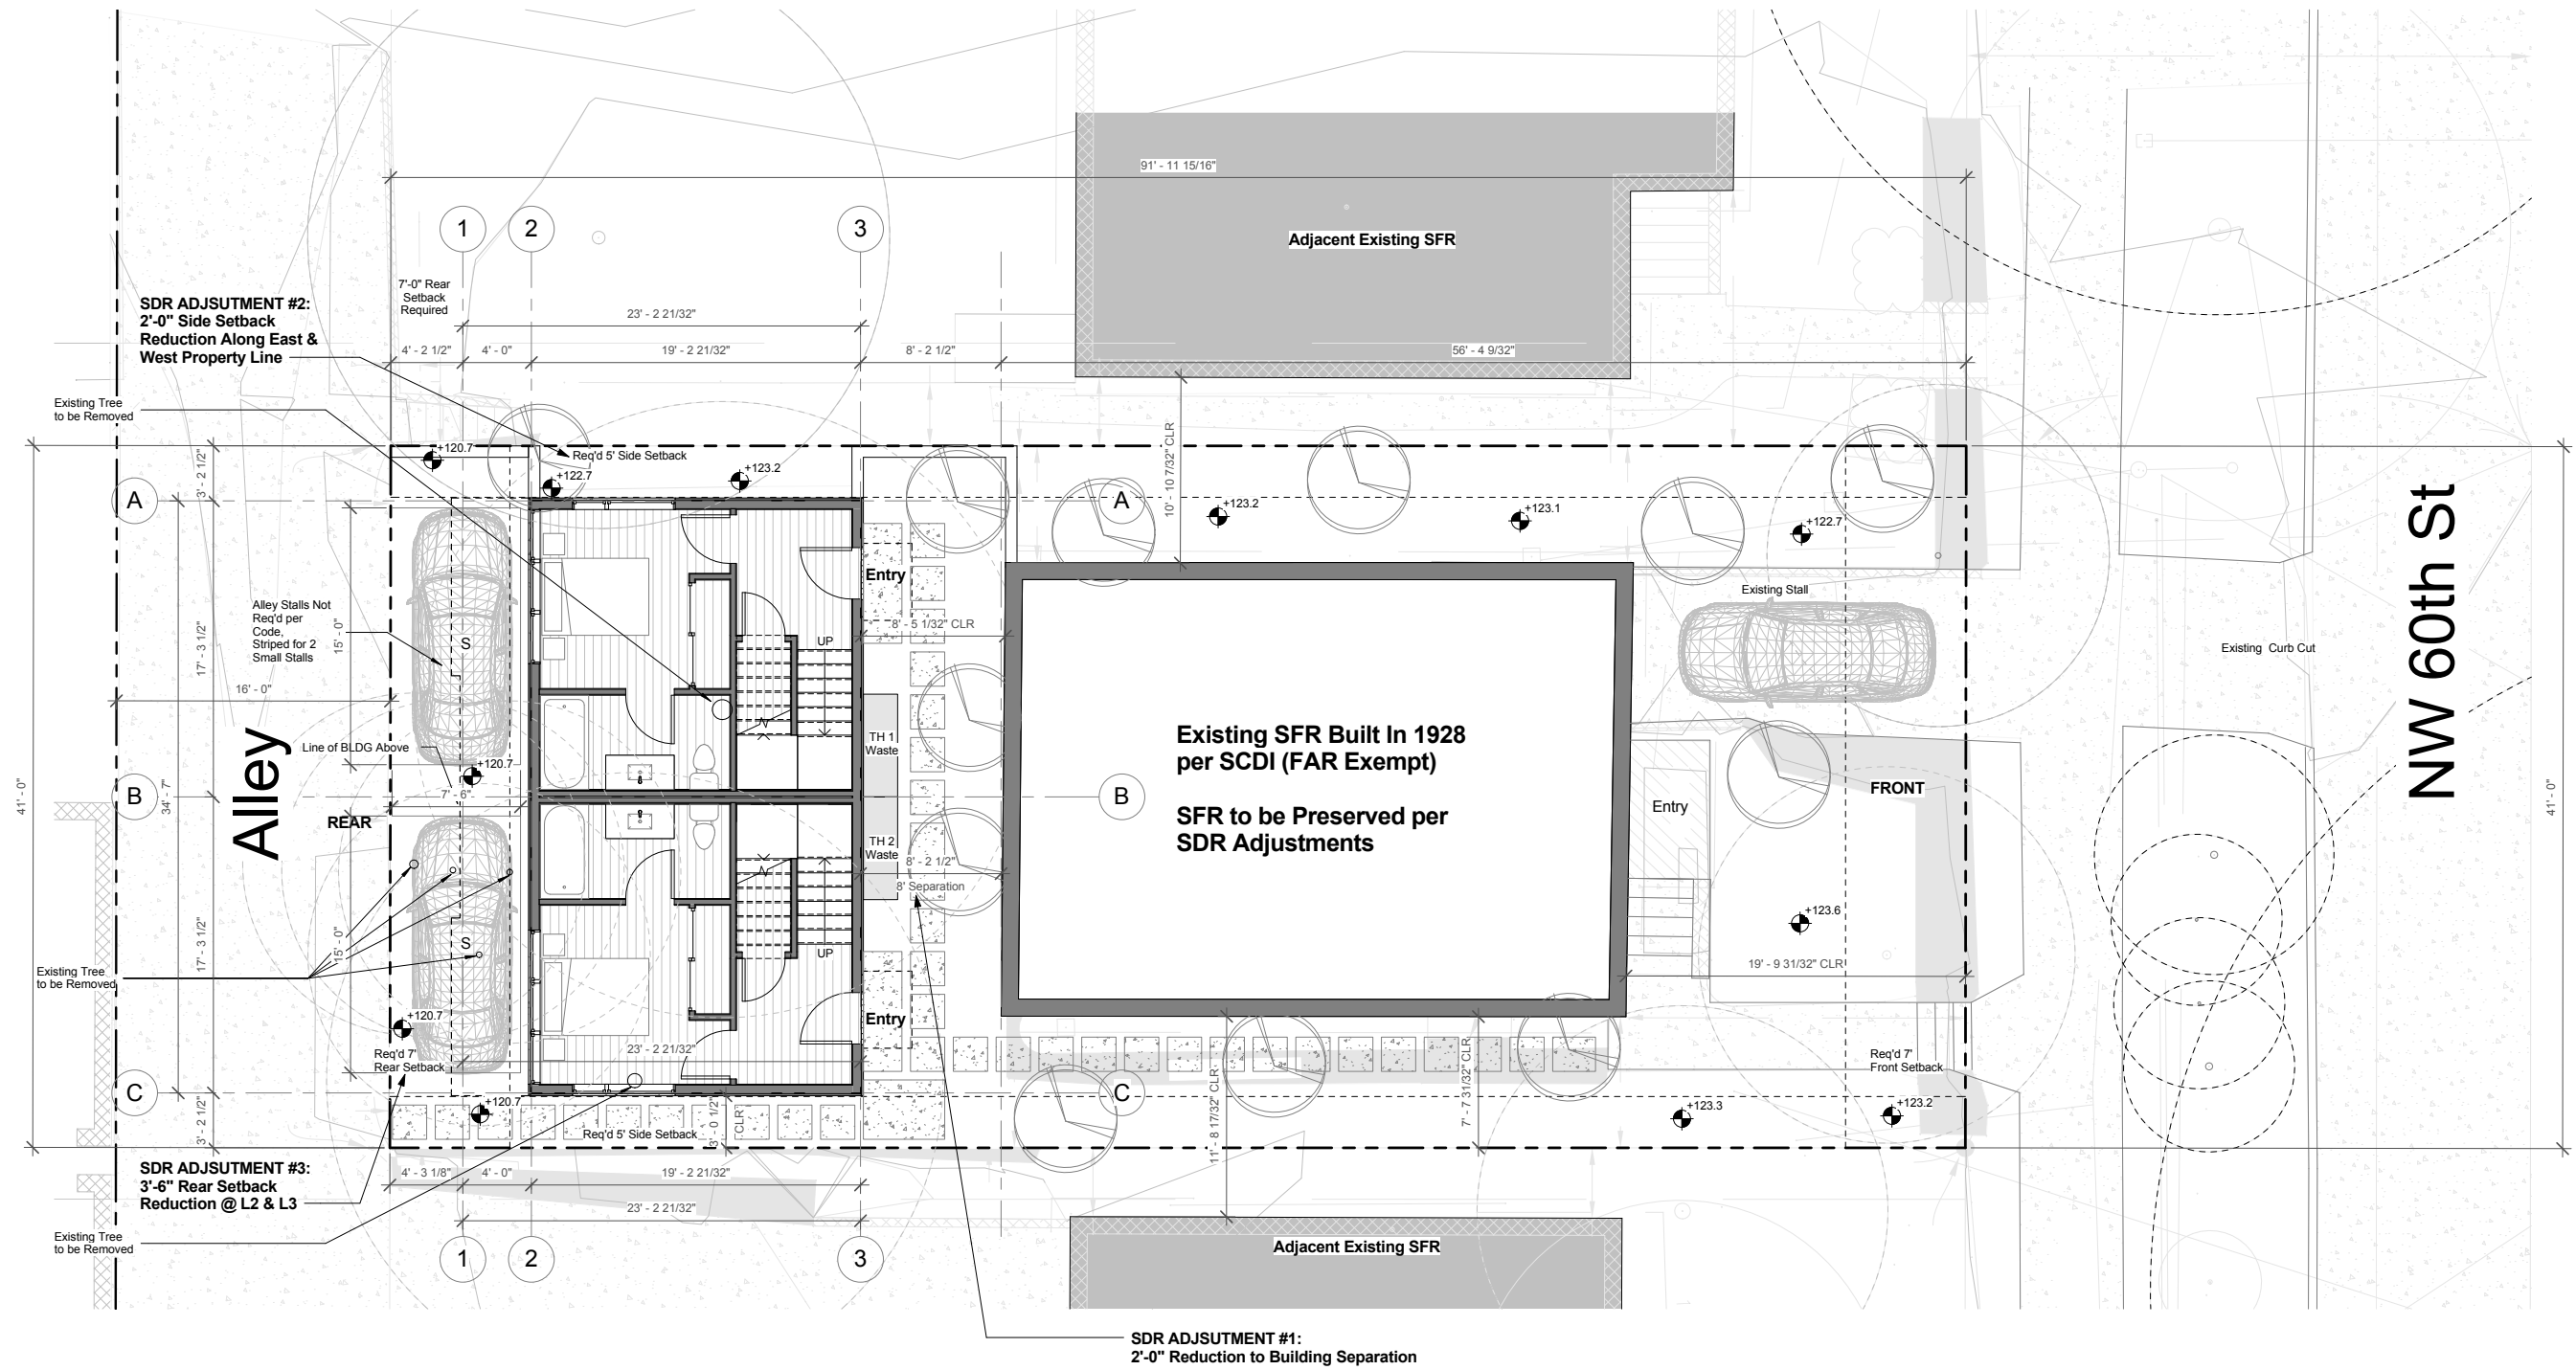 91' - 11 15/16"
Adjacent Existing SFR
1
2
3
7'-0" Rear
Setback
Required
SDR ADJSUTMENT #2:
2'-0" Side Setback
Reduction Along East &
West Property Line
23' - 2 21/32"
4' - 2 1/2"
4' - 0"
19' - 2 21/32"
8' - 2 1/2"
56' - 4 9/32"
Existing Tree
to be Removed
+120.7
Req'd 5' Side Setback
+122.7
+123.2
10' - 10 7/32" CLR
3' - 2 1/2"
A
A
+123.2
+123.1
+122.7
NW 60th St
Entry
Existing Stall
Alley Stalls Not
Req'd per
Code,
Striped for 2
Small Stalls
15' - 0"
17' - 3 1/2"
S
UP
8' - 5 1/32" CLR
Existing Curb Cut
16' - 0"
Alley
Line of BLDG Above
+120.7
TH 1
Waste
Existing SFR Built In 1928
per SCDI (FAR Exempt)
SFR to be Preserved per
SDR Adjustments
7' - 6"
B
B
34' - 7"
41' - 0"
41' - 0"
REAR
FRONT
Entry
TH 2
Waste
8' - 2 1/2"
8' Separation
17' - 3 1/2"
15' - 0"
S
UP
+123.6
Existing Tree
to be Removed
19' - 9 31/32" CLR
+120.7
Entry
23' - 2 21/32"
Req'd 7'
Rear Setback
Req'd 7'
Front Setback
C
C
+120.7
3' - 2 1/2"
Req'd 5' Side Setback
3' - 0 1/2"
CLR
11' - 8 17/32" CLR
7' - 7 31/32" CLR
+123.3
+123.2
SDR ADJSUTMENT #3:
3'-6" Rear Setback
Reduction @ L2 & L3
4' - 3 1/8"
4' - 0"
19' - 2 21/32"
23' - 2 21/32"
Existing Tree
to be Removed
1
2
3
Adjacent Existing SFR
SDR ADJSUTMENT #1:
2'-0" Reduction to Building Separation